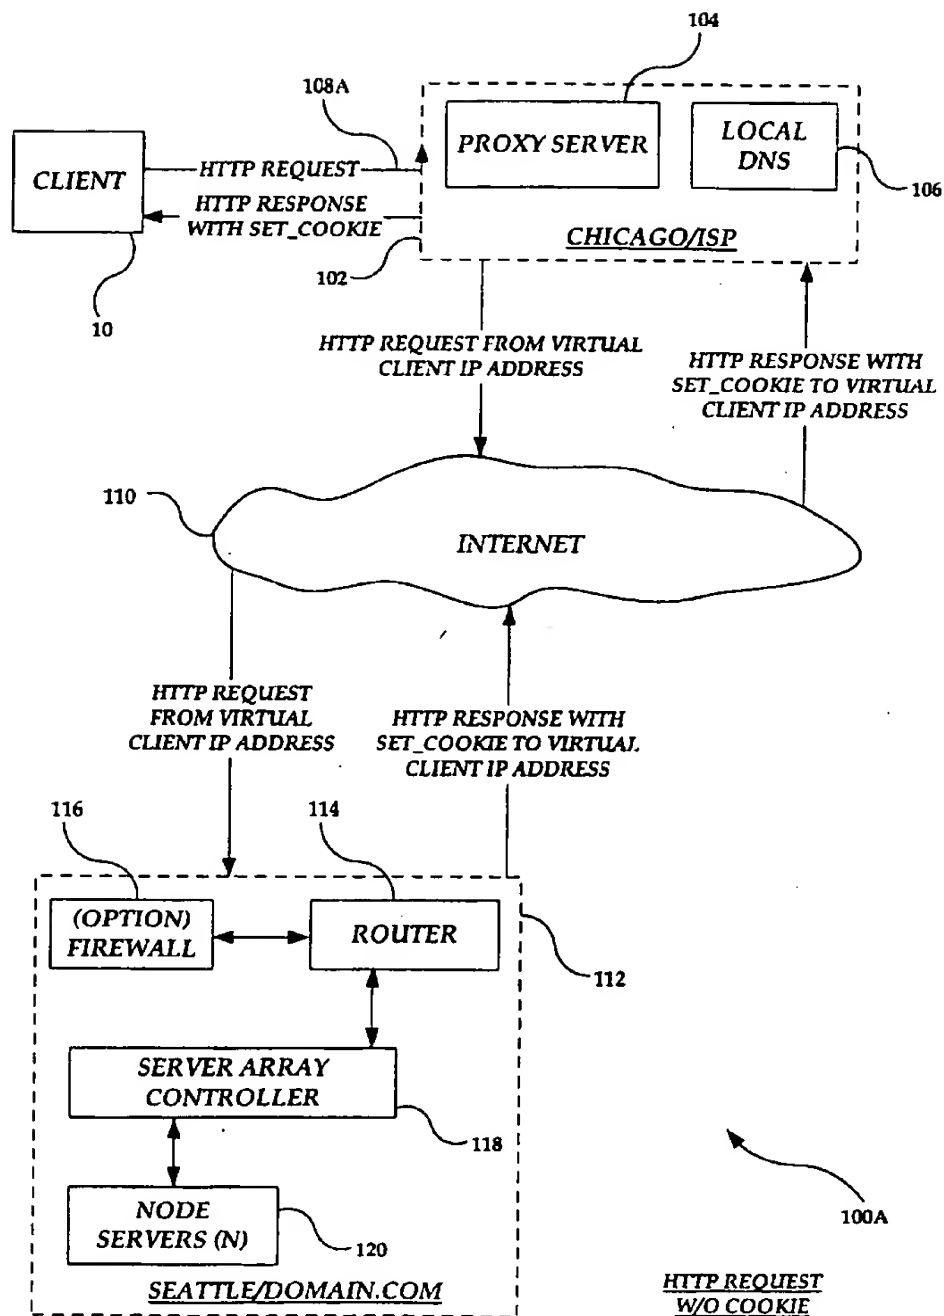 104
108A
PROXY SERVER
LOCAL
DNS
CLIENT
HTTP REQUEST
106
HTTP RESPONSE
WITH SET_COOKIE
CHICAGO/ISP
102
10
HTTP REQUEST FROM VIRTUAL
CLIENT IP ADDRESS
HTTP RESPONSE WITH
SET_COOKIE TO VIRTUAL
CLIENT IP ADDRESS
110
INTERNET
HTTP REQUEST
FROM VIRTUAL
CLIENT IP ADDRESS
HTTP RESPONSE WITH
SET_COOKIE TO VIRTUAL
CLIENT IP ADDRESS
116
114
(OPTION)
FIREWALL
ROUTER
112
SERVER ARRAY
CONTROLLER
118
NODE
SERVERS (N)
120
100A
SEATTLE/DOMAIN.COM
HTTP REQUEST
W/O COOKIE